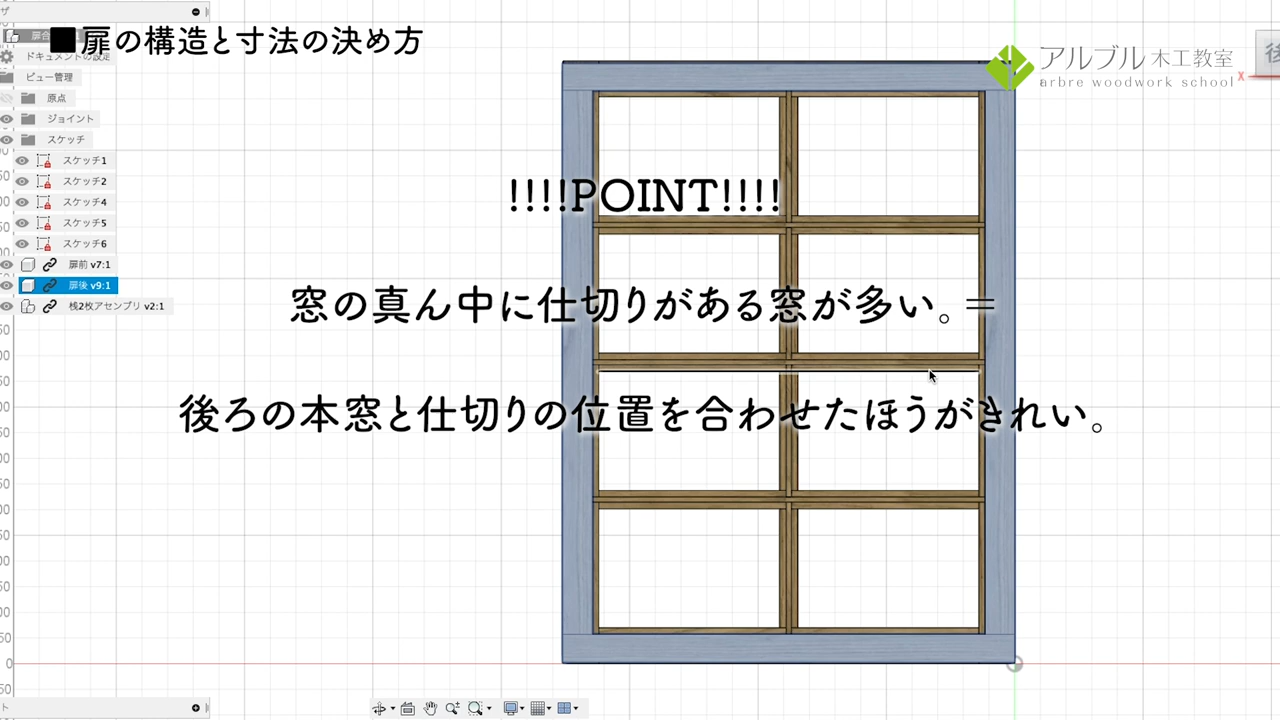 ザ
■扉の構造と寸法の決め方
ドキュメントの設定
ビュー管理
原点
ジョイント
スケッチ
スケッチ1
スケッチ2
スケッチ4
スケッチ5
スケッチ6
扉前 v7:1
扉後 v9:1
桟2枚アセンブリ v2:1
アルブル木工教室
arbre woodwork school
X
後
!!!!POINT!!!!
窓の真ん中に仕切りがある窓が多い。＝
後ろの本窓と仕切りの位置を合わせたほうがきれい。
0
50
ト